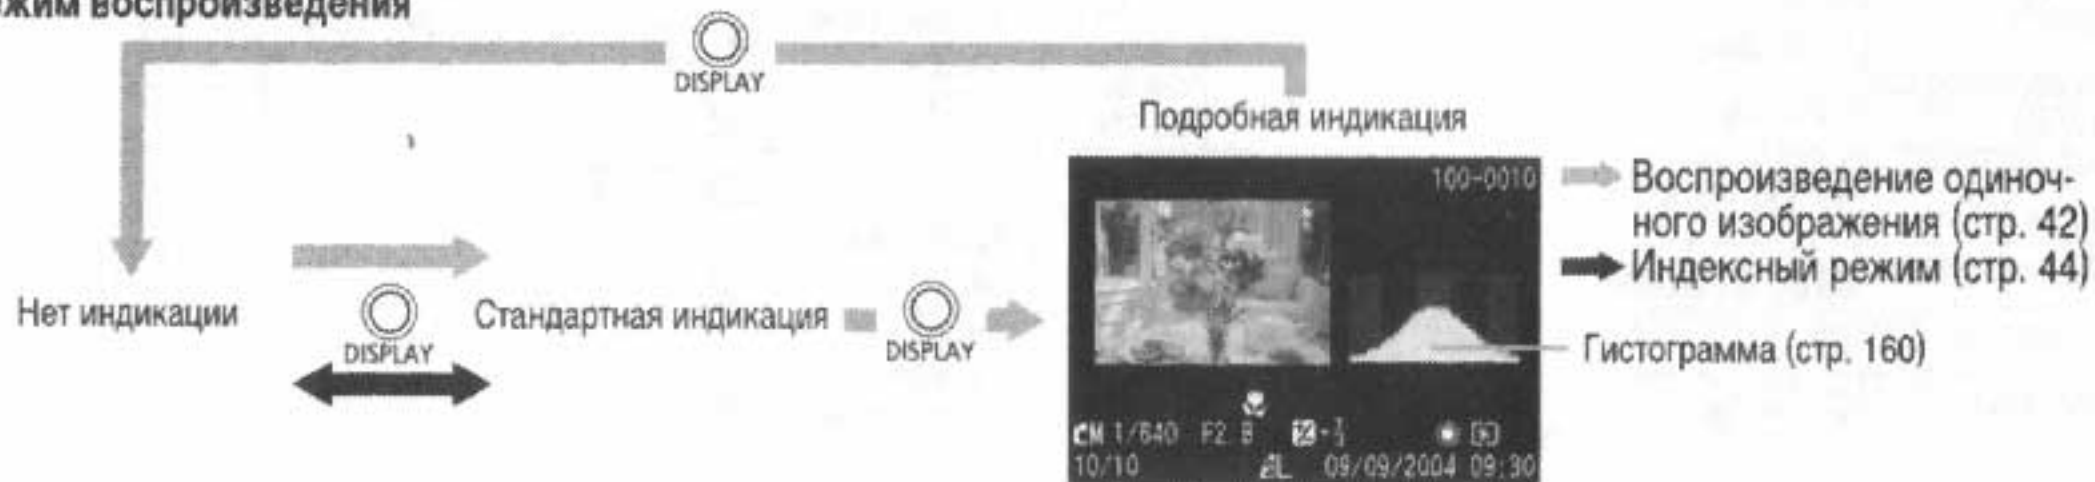 жим воспроизведения
DISPLAY
Подробная индикация
100-0010
Воспроизведение одиноч-
ного изображения (стр. 42)
Индексный режим (стр. 44)
Нет индикации
DISPLAY
Стандартная индикация
DISPLAY
Гистограмма (стр. 160)
1/640 F2.8
10/10 L 09/09/2004 09:30